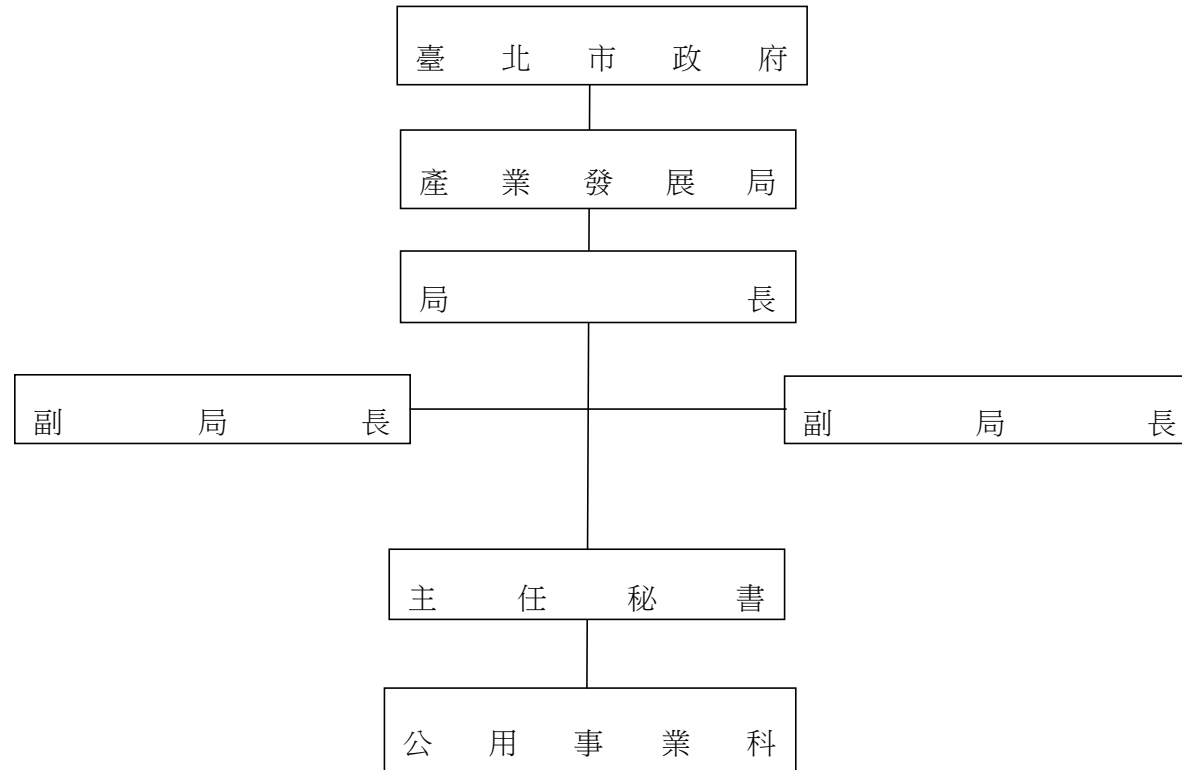 臺北市政府
產業發展局
局長
副局長
副局長
主任秘書
公用事業科